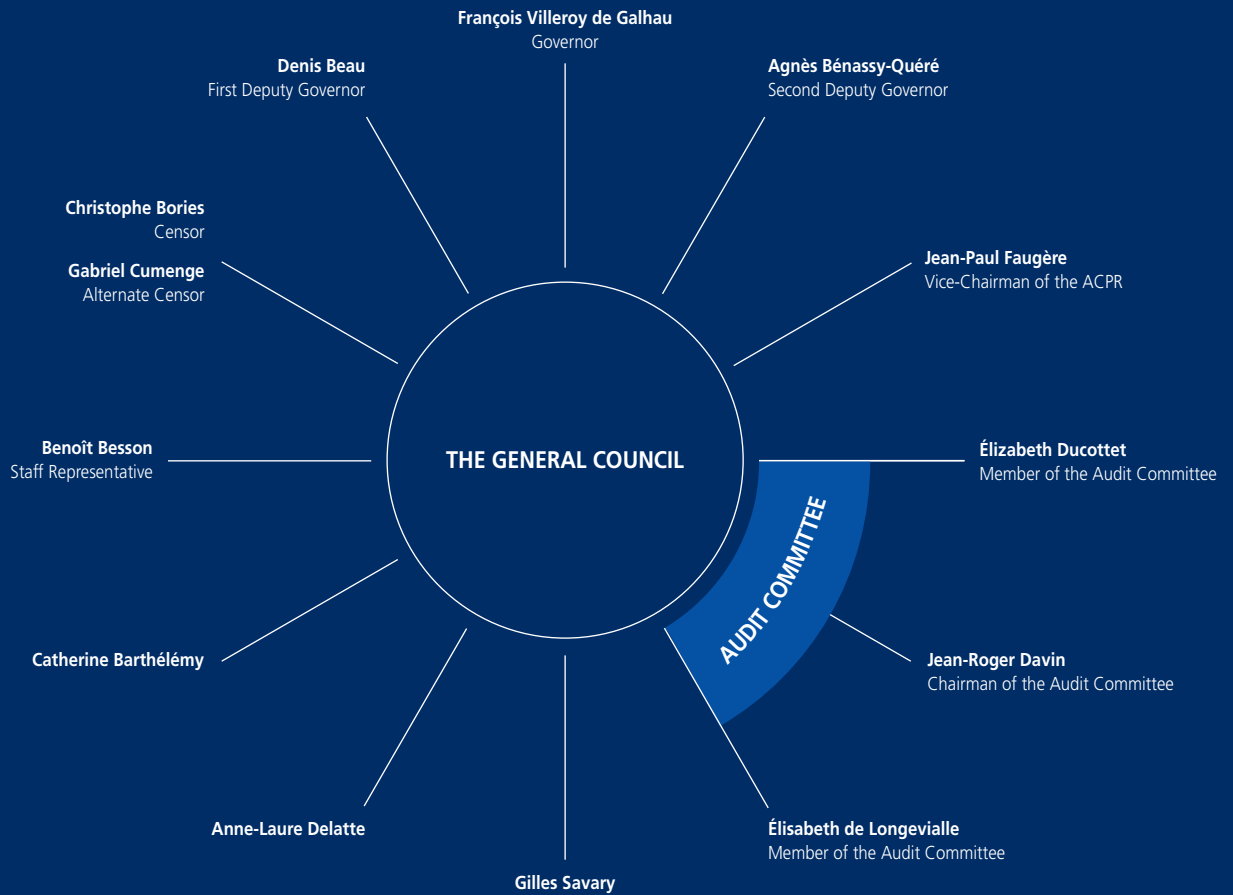 François Villeroy de Galhau
Governor
Denis Beau
First Deputy Governor
Agnès Bénassy-Quéré
Second Deputy Governor
Christophe Bories
Censor
Gabriel Cumenge
Alternate Censor
Jean-Paul Faugère
Vice-Chairman of the ACPR
Benoît Besson
Staff Representative
THE GENERAL COUNCIL
Élizabeth Ducottet
Member of the Audit Committee
AUDIT COMMITTEE
Catherine Barthélémy
Jean-Roger Davin
Chairman of the Audit Committee
Anne-Laure Delatte
Élisabeth de Longevialle
Member of the Audit Committee
Gilles Savary